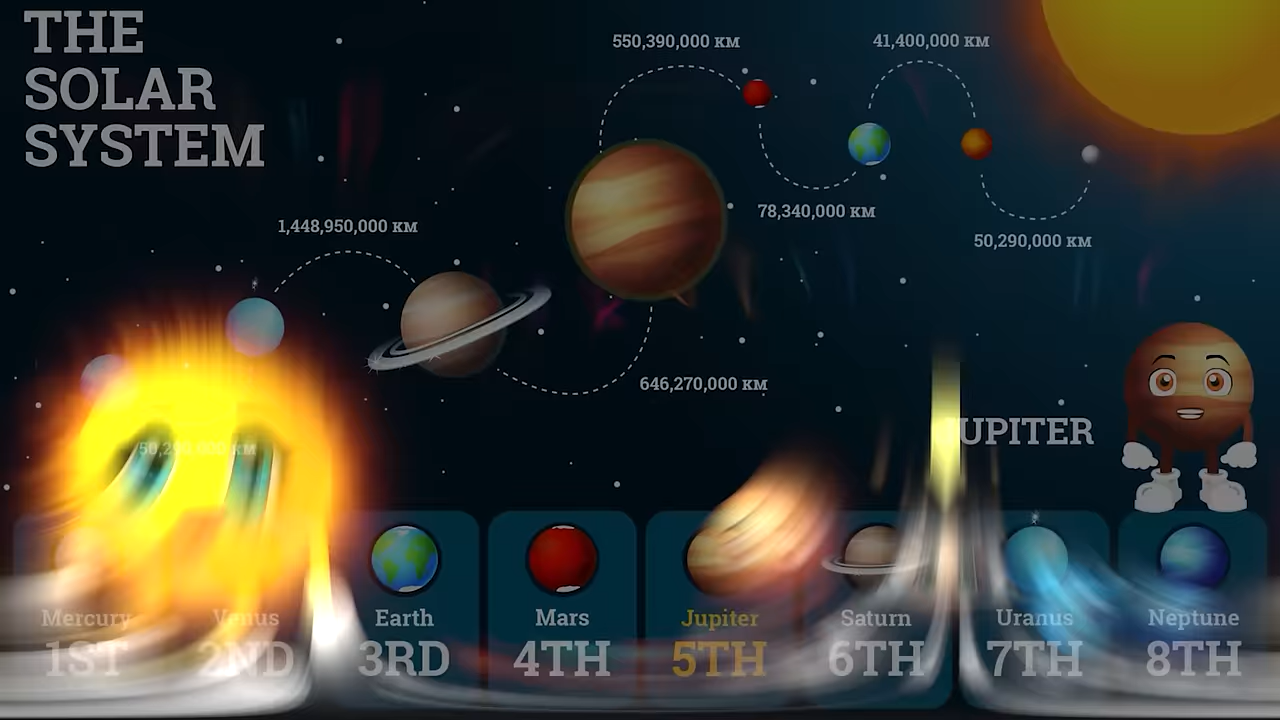 THE
SOLAR
SYSTEM
550,390,000 км
41,400,000 км
78,340,000 км
50,290,000 км
1,448,950,000 км
646,270,000 км
JUPITER
Mercury
Venus
Earth
Mars
Jupiter
Saturn
Uranus
Neptune
1ST
2ND
3RD
4TH
5TH
6TH
7TH
8TH